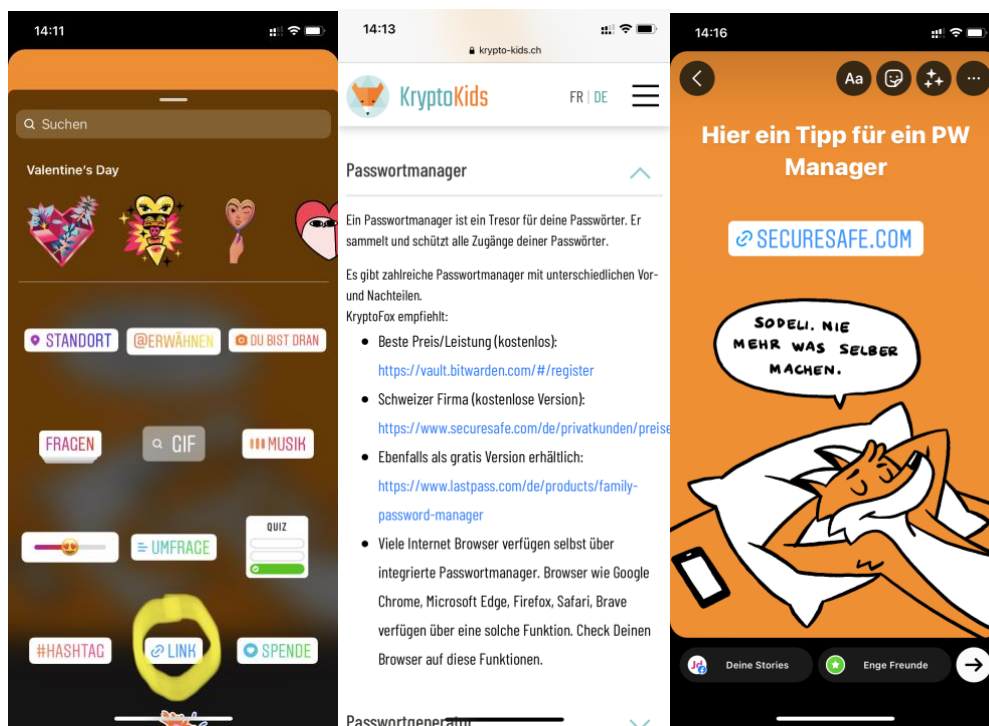 14:11
Suchen
Valentine's Day
STANDORT
@ERWÄHNEN
DU BIST DRAN
FRAGEN
GIF
MUSIK
UMFRAGE
QUIZ
#HASHTAG
LINK
SPENDE
14:13
krypto-kids.ch
KryptoKids
FR | DE
Passwortmanager
Ein Passwortmanager ist ein Tresor für deine Passwörter. Er
sammelt und schützt alle Zugänge deiner Passwörter.
Es gibt zahlreiche Passwortmanager mit unterschiedlichen Vor-
und Nachteilen.
KryptoFox empfiehlt:
Beste Preis/Leistung (kostenlos):
https://vault.bitwarden.com/#/register
Schweizer Firma (kostenlose Version):
https://www.securesafe.com/de/privatkunden/preise
Ebenfalls als gratis Version erhältlich:
https://www.lastpass.com/de/products/family-
password-manager
Viele Internet Browser verfügen selbst über
integrierte Passwortmanager. Browser wie Google
Chrome, Microsoft Edge, Firefox, Safari, Brave
verfügen über eine solche Funktion. Check Deinen
Browser auf diese Funktionen.
Passwortgenerator
14:16
Aa
Hier ein Tipp für ein PW
Manager
SECURESAFE.COM
SODELI. NIE
MEHR WAS SELBER
MACHEN.
Deine Stories
Enge Freunde